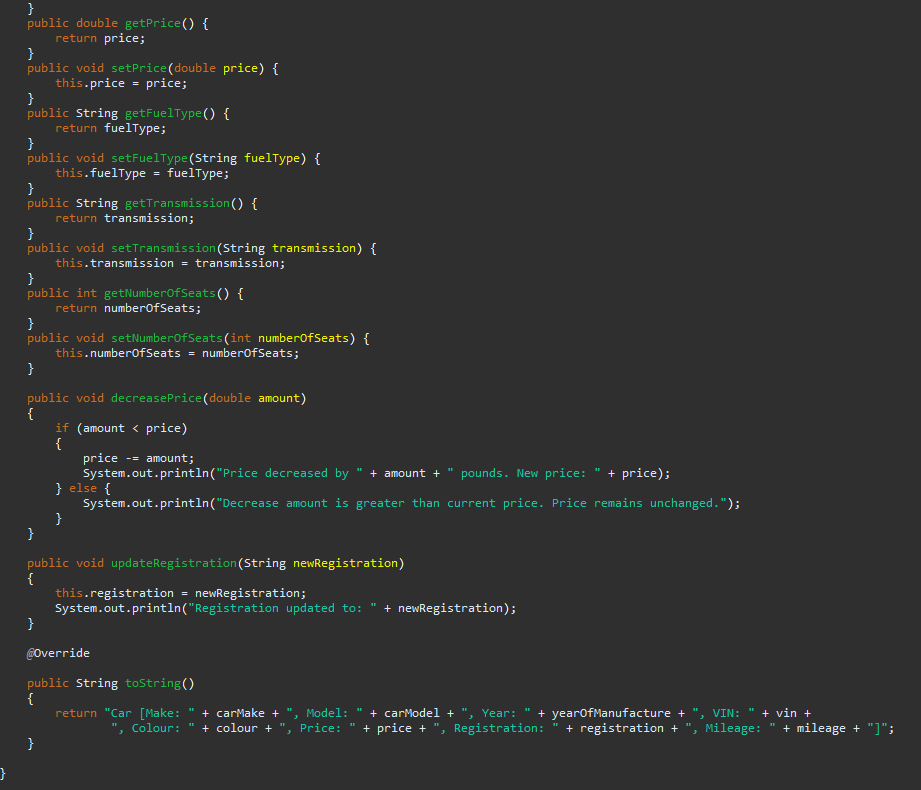 }
    public double getPrice() {
        return price;
    }
    public void setPrice(double price) {
        this.price = price;
    }
    public String getFuelType() {
        return fuelType;
    }
    public void setFuelType(String fuelType) {
        this.fuelType = fuelType;
    }
    public String getTransmission() {
        return transmission;
    }
    public void setTransmission(String transmission) {
        this.transmission = transmission;
    }
    public int getNumberOfSeats() {
        return numberOfSeats;
    }
    public void setNumberOfSeats(int numberOfSeats) {
        this.numberOfSeats = numberOfSeats;
    }

    public void decreasePrice(double amount)
    {
        if (amount < price)
        {
            price -= amount;
            System.out.println("Price decreased by " + amount + " pounds. New price: " + price);
        } else {
            System.out.println("Decrease amount is greater than current price. Price remains unchanged.");
        }
    }

    public void updateRegistration(String newRegistration)
    {
        this.registration = newRegistration;
        System.out.println("Registration updated to: " + newRegistration);
    }

    @Override

    public String toString()
    {
        return "Car [Make: " + carMake + ", Model: " + carModel + ", Year: " + yearOfManufacture + ", VIN: " + vin +
                ", Colour: " + colour + ", Price: " + price + ", Registration: " + registration + ", Mileage: " + mileage + "]";
    }

}